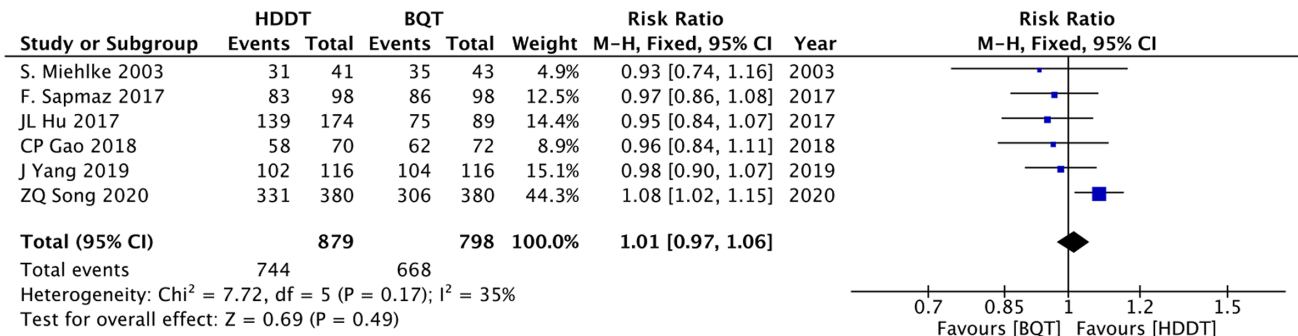 HDDT BQT Risk Ratio Risk Ratio
Study or Subgroup Events Total Events Total Weight M-H, Fixed, 95% CI Year M-H, Fixed, 95% CI
S. Miehlke 2003 31 41 35 43 4.9% 0.93 [0.74, 1.16] 2003
F. Sapmaz 2017 83 98 86 98 12.5% 0.97 [0.86, 1.08] 2017
JL Hu 2017 139 174 75 89 14.4% 0.95 [0.84, 1.07] 2017
CP Gao 2018 58 70 62 72 8.9% 0.96 [0.84, 1.11] 2018
J Yang 2019 102 116 104 116 15.1% 0.98 [0.90, 1.07] 2019
ZQ Song 2020 331 380 306 380 44.3% 1.08 [1.02, 1.15] 2020
Total (95% CI) 879 798 100.0% 1.01 [0.97, 1.06]
Total events 744 668
Heterogeneity: Chi² = 7.72, df = 5 (P = 0.17); I² = 35%
Test for overall effect: Z = 0.69 (P = 0.49)
0.7 0.85 1 1.2 1.5
Favours [BQT] Favours [HDDT]